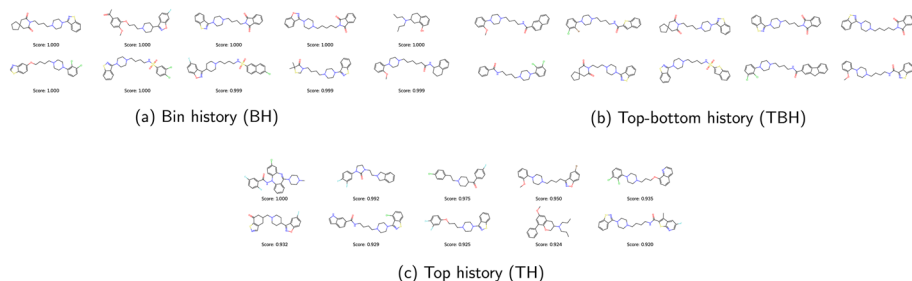 Score: 1.000 Score: 1.000 Score: 1.000 Score: 1.000 Score: 1.000
Score: 1.000 Score: 1.000 Score: 0.999 Score: 0.999 Score: 0.999
(a) Bin history (BH)
(b) Top-bottom history (TBH)
Score: 1.000 Score: 0.992 Score: 0.975 Score: 0.950 Score: 0.935
Score: 0.932 Score: 0.929 Score: 0.925 Score: 0.924 Score: 0.920
(c) Top history (TH)